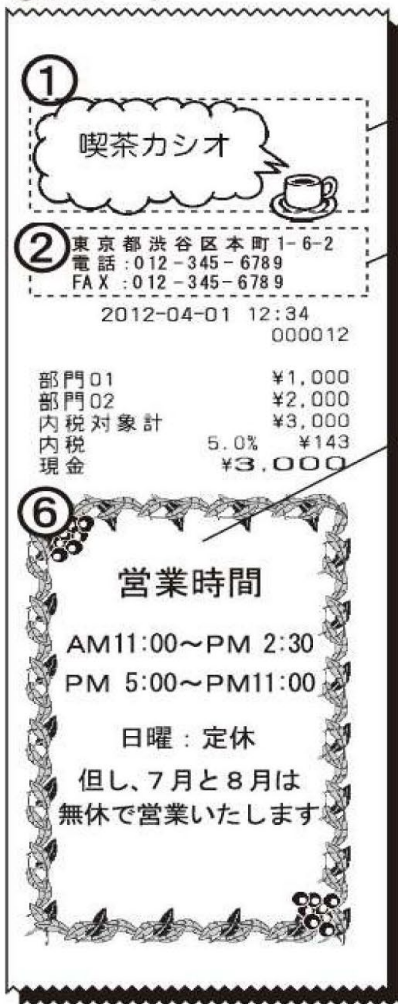 ①
喫茶カシオ
②
東京都渋谷区本町1-6-2
電話:012-345-6789
FAX :012-345-6789
2012-04-01 12:34
000012
部門01 ¥1,000
部門02 ¥2,000
内税対象計 ¥3,000
内税 5.0% ¥143
現金 ¥3,000
⑥
営業時間
AM11:00～PM 2:30
PM 5:00～PM11:00
日曜：定休
但し、7月と8月は
無休で営業いたします